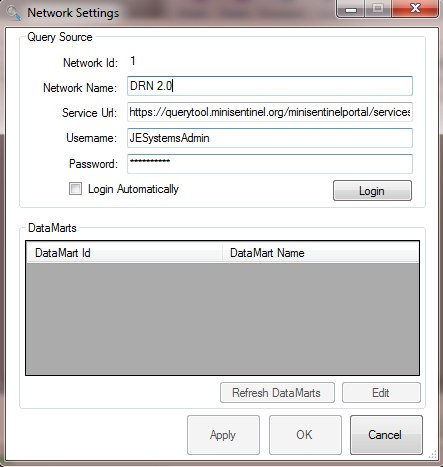 Network Settings
Query Source
Network Id: 1
Network Name: DRN 2.0
Service Url: https://querytool.minisentinel.org/minisentinelportal/services
Username: JESystemsAdmin
Password: **********
Login Automatically Login
DataMarts
DataMart Id DataMart Name
Refresh DataMarts Edit
Apply OK Cancel